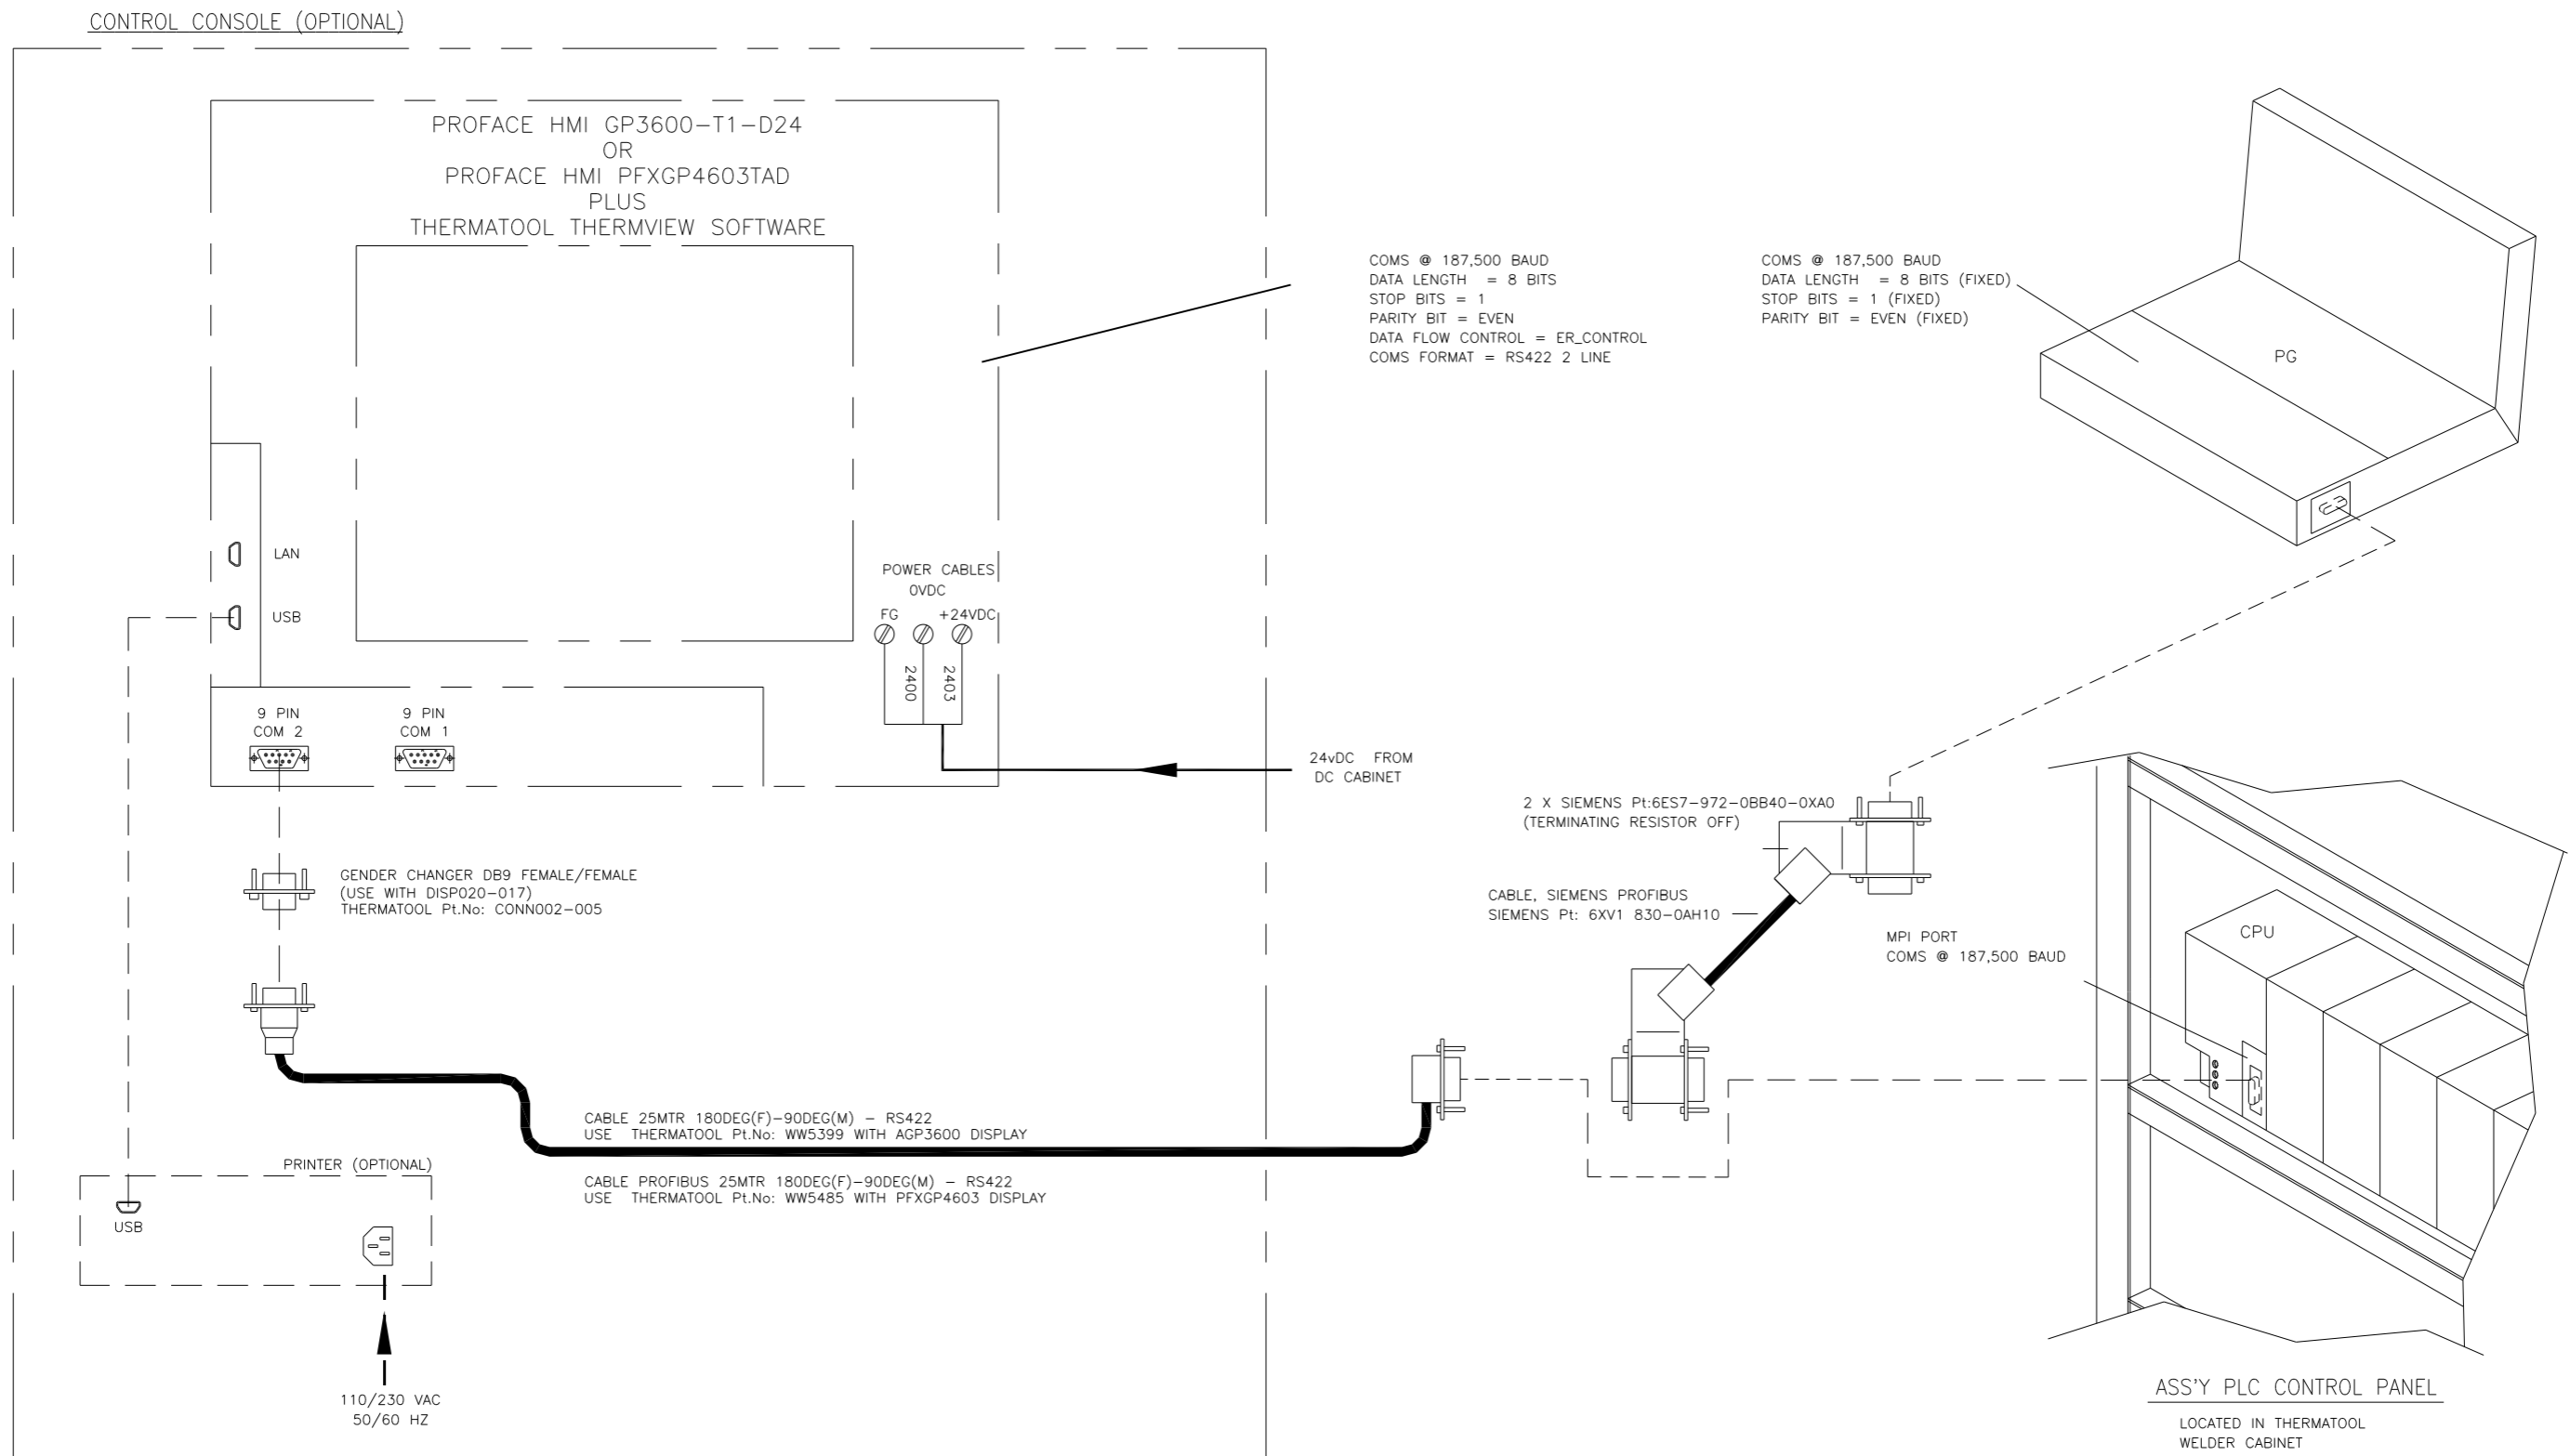 CONTROL CONSOLE (OPTIONAL)
PROFACE HMI GP3600-T1-D24
OR
PROFACE HMI PFXGP4603TAD
PLUS
THERMATOOL THERMVIEW SOFTWARE
COMS @ 187,500 BAUD
DATA LENGTH = 8 BITS
STOP BITS = 1
PARITY BIT = EVEN
DATA FLOW CONTROL = ER_CONTROL
COMS FORMAT = RS422 2 LINE
COMS @ 187,500 BAUD
DATA LENGTH = 8 BITS (FIXED)
STOP BITS = 1 (FIXED)
PARITY BIT = EVEN (FIXED)
PG
LAN
USB
POWER CABLES
0VDC
FG +24VDC
2400
2403
9 PIN
COM 2
9 PIN
COM 1
24vDC FROM
DC CABINET
2 X SIEMENS Pt:6ES7-972-0BB40-0XA0
(TERMINATING RESISTOR OFF)
GENDER CHANGER DB9 FEMALE/FEMALE
(USE WITH DISP020-017)
THERMATOOL Pt.No: CONN002-005
CABLE, SIEMENS PROFIBUS
SIEMENS Pt: 6XV1 830-0AH10
MPI PORT
COMS @ 187,500 BAUD
CPU
CABLE 25MTR 180DEG(F)-90DEG(M) - RS422
USE THERMATOOL Pt.No: WW5399 WITH AGP3600 DISPLAY
CABLE PROFIBUS 25MTR 180DEG(F)-90DEG(M) - RS422
USE THERMATOOL Pt.No: WW5485 WITH PFXGP4603 DISPLAY
PRINTER (OPTIONAL)
USB
110/230 VAC
50/60 HZ
ASS'Y PLC CONTROL PANEL
LOCATED IN THERMATOOL
WELDER CABINET